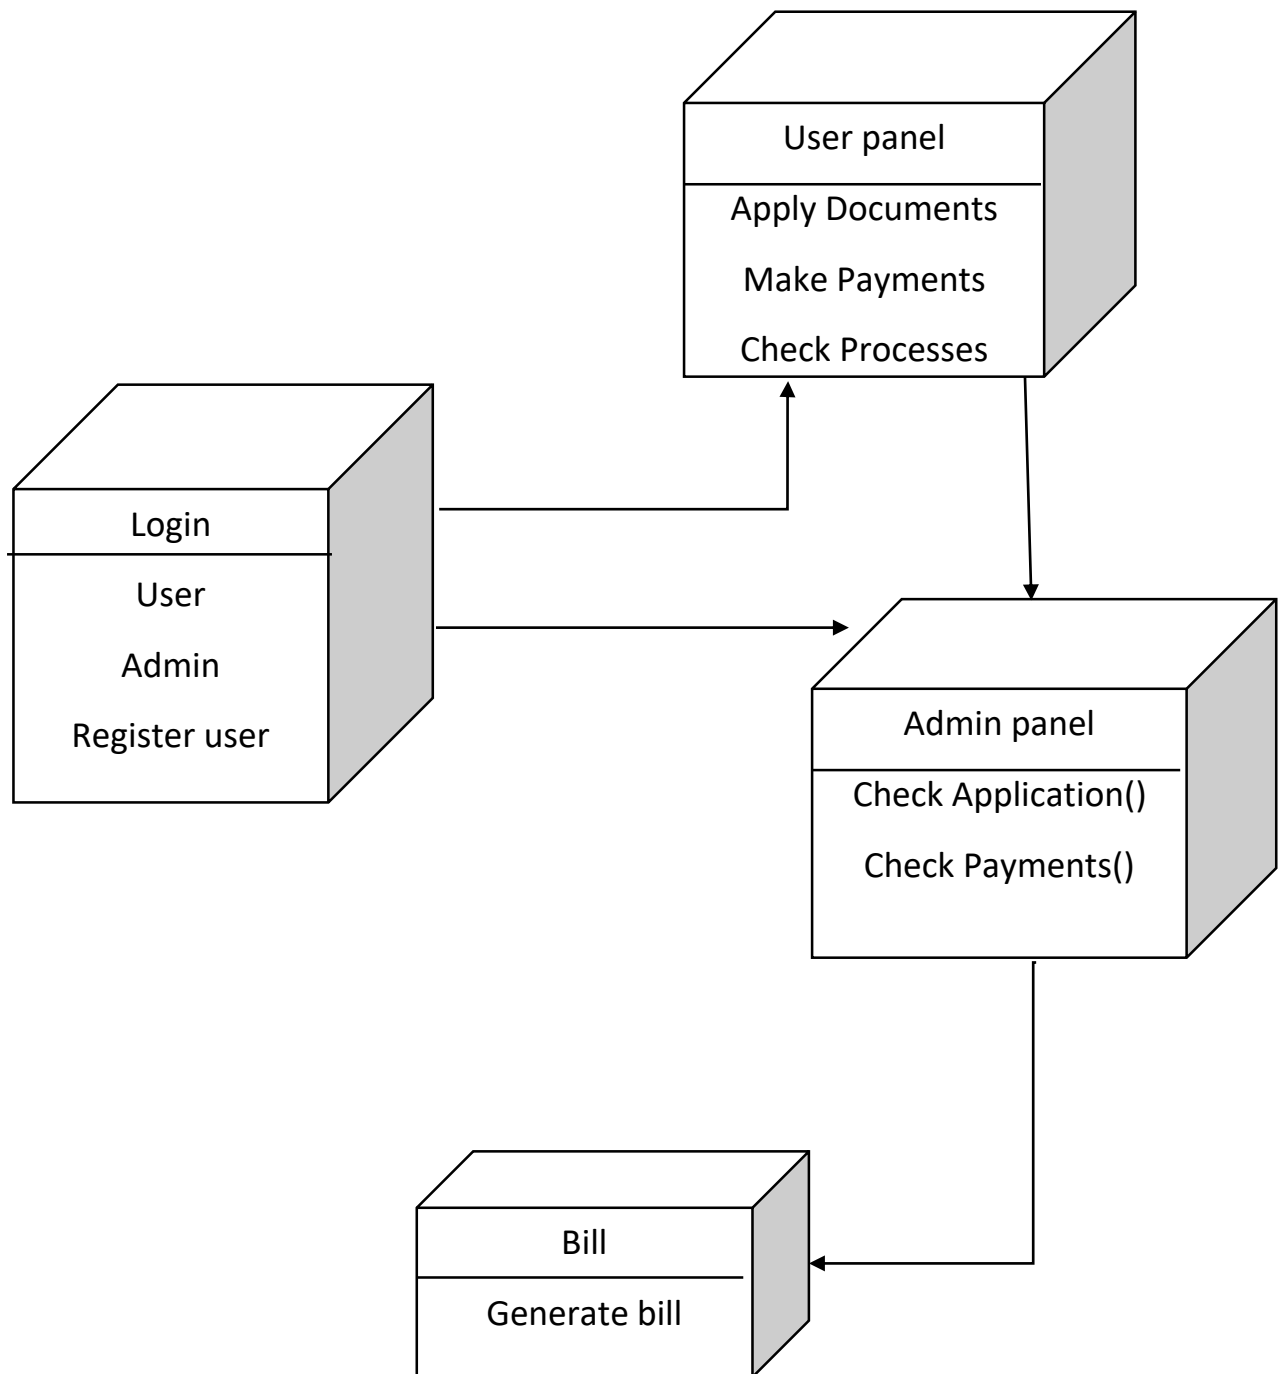 User panel
Apply Documents
Make Payments
Check Processes
Login
User
Admin
Register user
Admin panel
Check Application()
Check Payments()
Bill
Generate bill